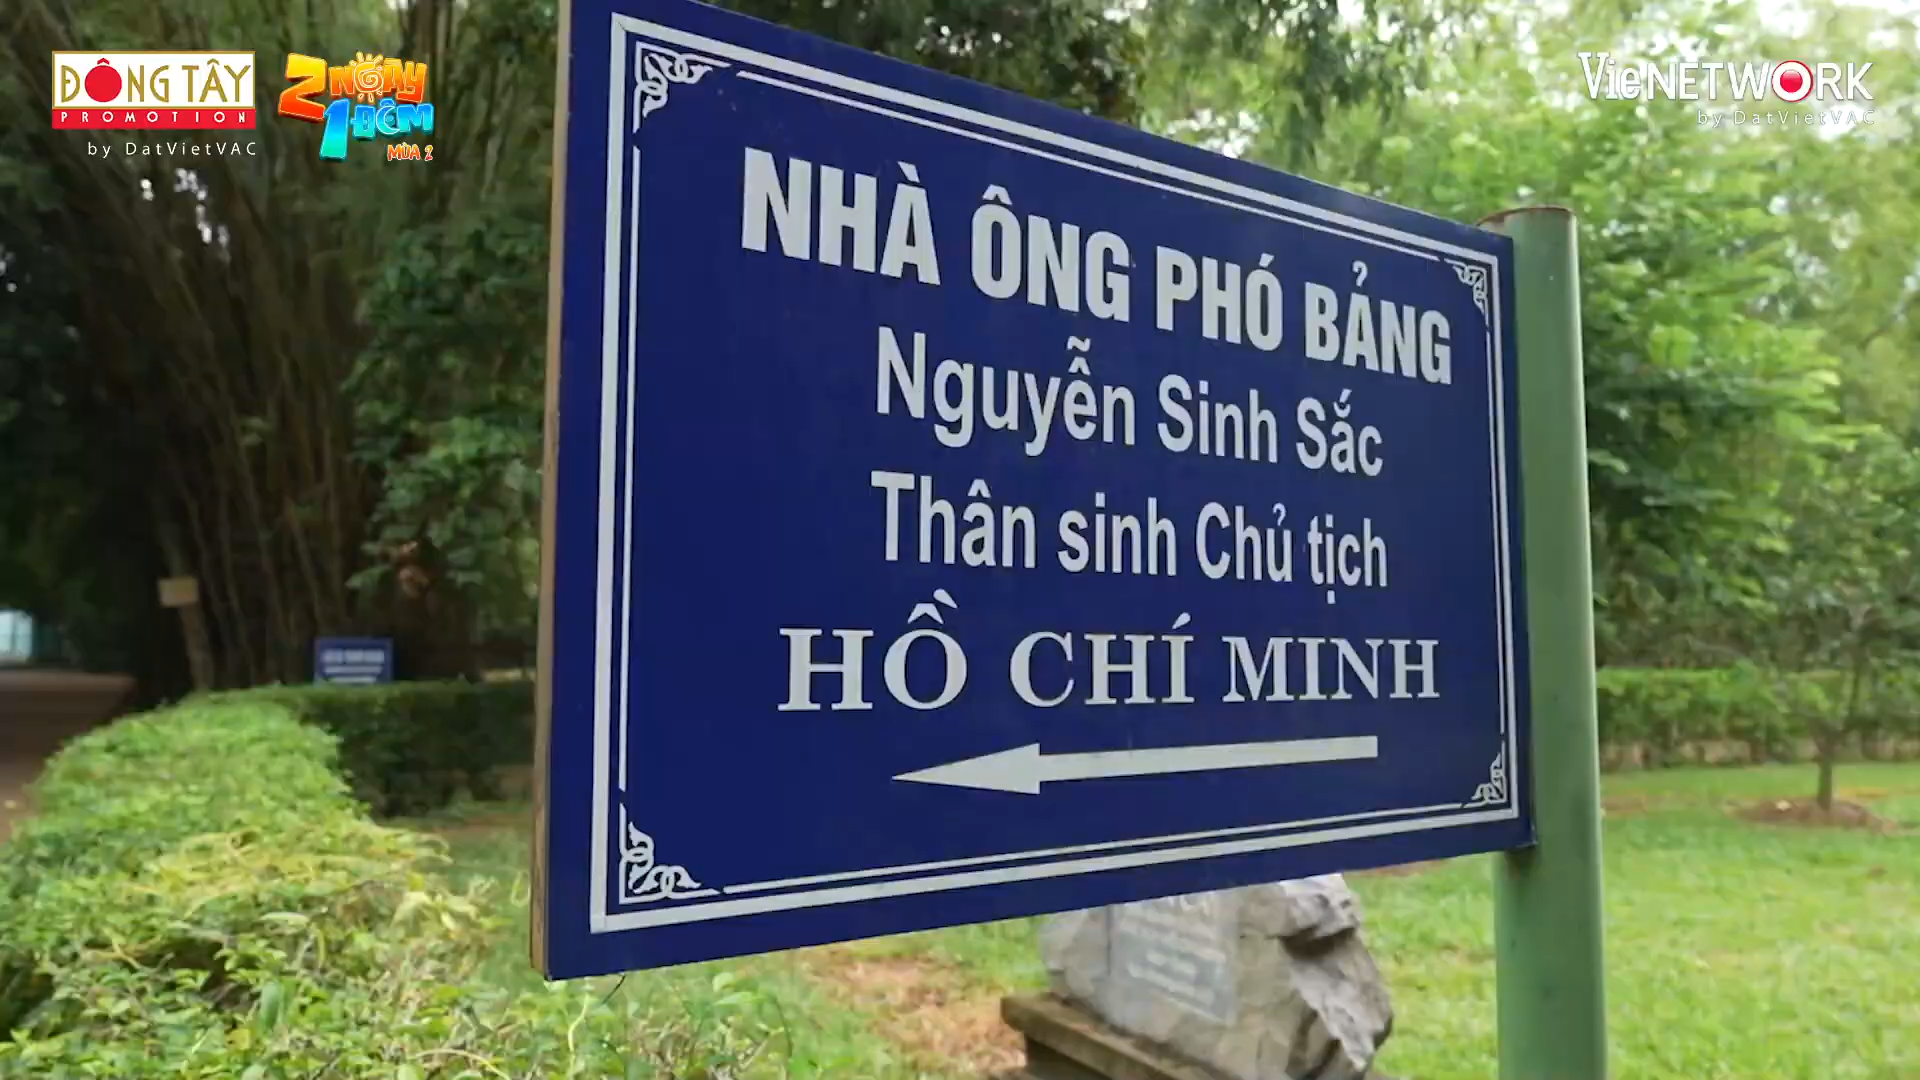 ĐÔNG TÂY
PROMOTION
by DatVietVAC
2 NGÀY
1 ĐÊM
MÙA 2
VieNETWORK
by DatVietVAC
NHÀ ÔNG PHÓ BẢNG
Nguyễn Sinh Sắc
Thân sinh Chủ tịch
HỒ CHÍ MINH